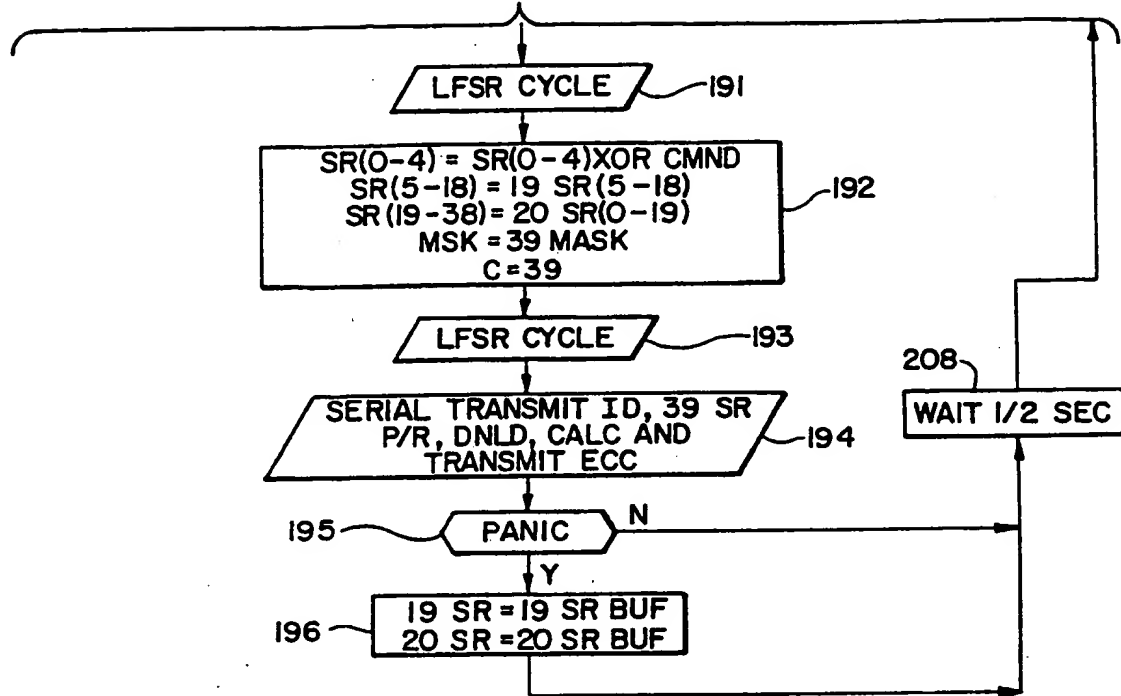 LFSR CYCLE
191
SR(0-4) = SR(0-4) XOR CMND
SR(5-18) = 19 SR(5-18)
SR(19-38) = 20 SR(0-19)
MSK = 39 MASK
C = 39
192
LFSR CYCLE
193
208
WAIT 1/2 SEC
SERIAL TRANSMIT ID, 39 SR
P/R, DNLD, CALC AND
TRANSMIT ECC
194
195
PANIC
N
Y
196
19 SR = 19 SR BUF
20 SR = 20 SR BUF